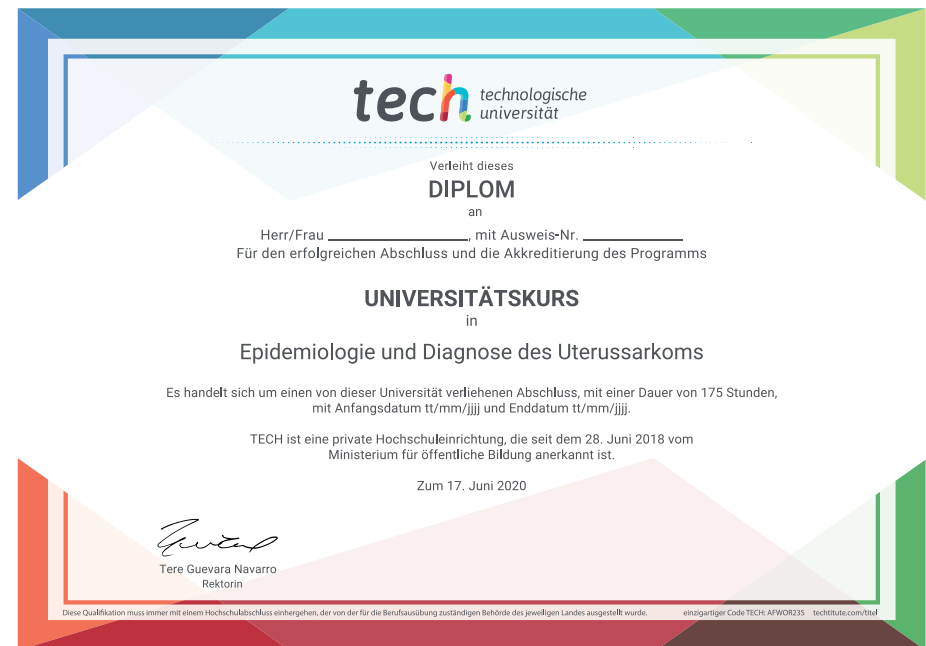 tech technologische
universität
Verleiht dieses
DIPLOM
an
Herr/Frau ________________, mit Ausweis-Nr. ____________
Für den erfolgreichen Abschluss und die Akkreditierung des Programms
UNIVERSITÄTSKURS
in
Epidemiologie und Diagnose des Uterussarkoms
Es handelt sich um einen von dieser Universität verliehenen Abschluss, mit einer Dauer von 175 Stunden,
mit Anfangsdatum tt/mm/jjjj und Enddatum tt/mm/jjjj.
TECH ist eine private Hochschuleinrichtung, die seit dem 28. Juni 2018 vom
Ministerium für öffentliche Bildung anerkannt ist.
Zum 17. Juni 2020
Tere Guevara Navarro
Rektorin
Diese Qualifikation muss immer mit einem Hochschulabschluss einhergehen, der von der für die Berufsausübung zuständigen Behörde des jeweiligen Landes ausgestellt wurde. einzigartiger Code TECH: AFWOR23S techtitute.com/titel